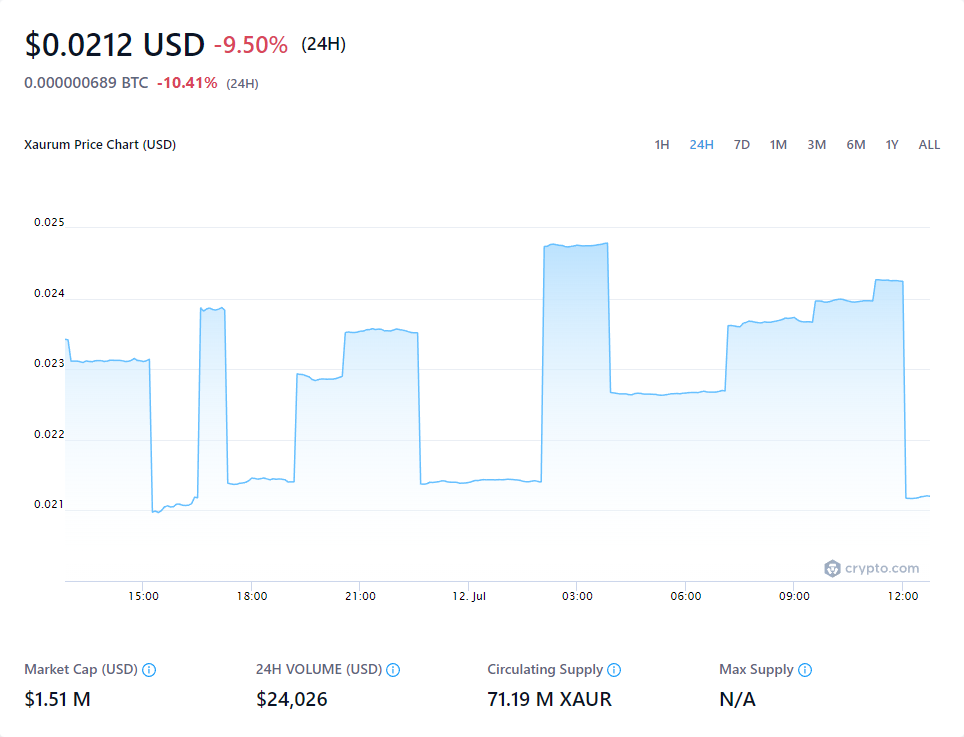 $0.0212 USD -9.50% (24H)
0.000000689 BTC -10.41% (24H)
Xaurum Price Chart (USD) 1H 24H 7D 1M 3M 6M 1Y ALL
0.025
0.024
0.023
0.022
0.021
crypto.com
15:00 18:00 21:00 12. Jul 03:00 06:00 09:00 12:00
Market Cap (USD) 24H VOLUME (USD) Circulating Supply Max Supply
$1.51 M $24,026 71.19 M XAUR N/A